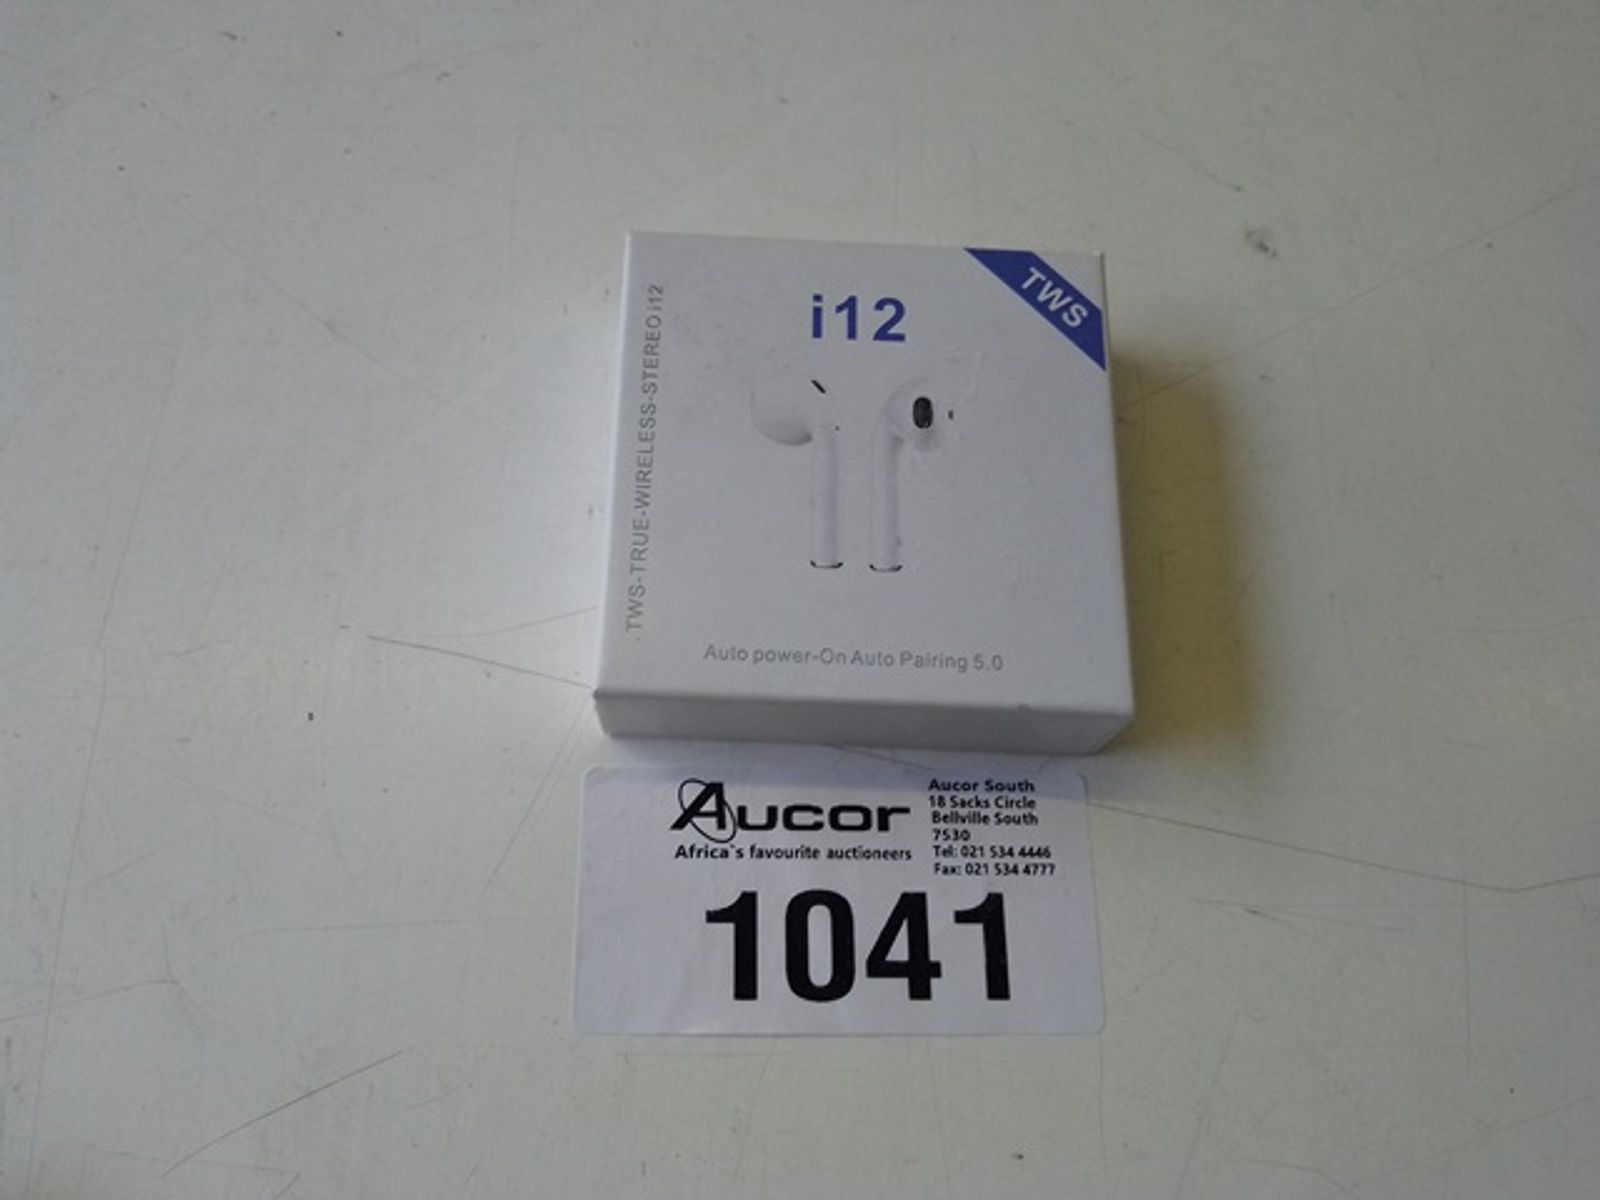 i12
TWS
TWS-TRUE-WIRELESS-STEREO i12
Auto power-On Auto Pairing 5.0
Aucor
Africa's favourite auctioneers
Aucor South
18 Sacks Circle
Bellville South
7530
Tel: 021 534 4446
Fax: 021 534 4777
1041